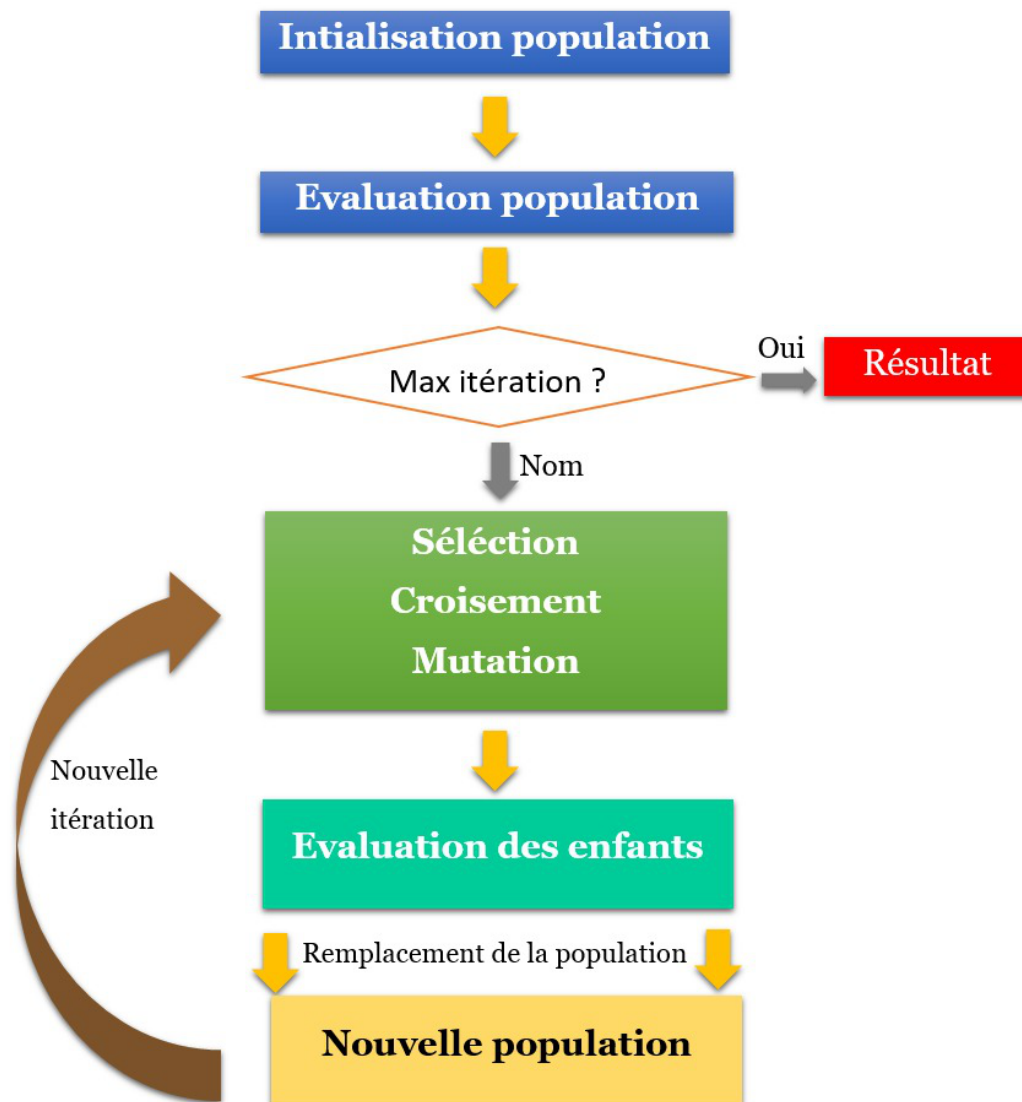 Intialisation population
Evaluation population
Max itération ?
Oui
Résultat
Nom
Séléction
Croisement
Mutation
Nouvelle
itération
Evaluation des enfants
Remplacement de la population
Nouvelle population